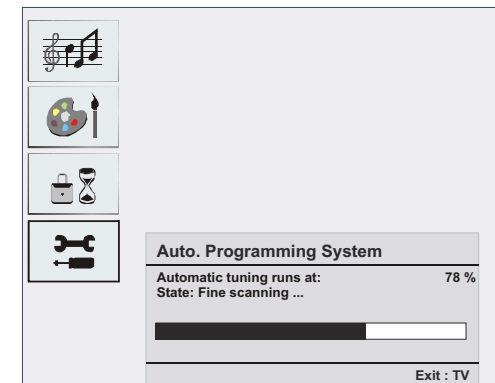 Auto. Programming System
Automatic tuning runs at: 78 %
State: Fine scanning ...
Exit : TV